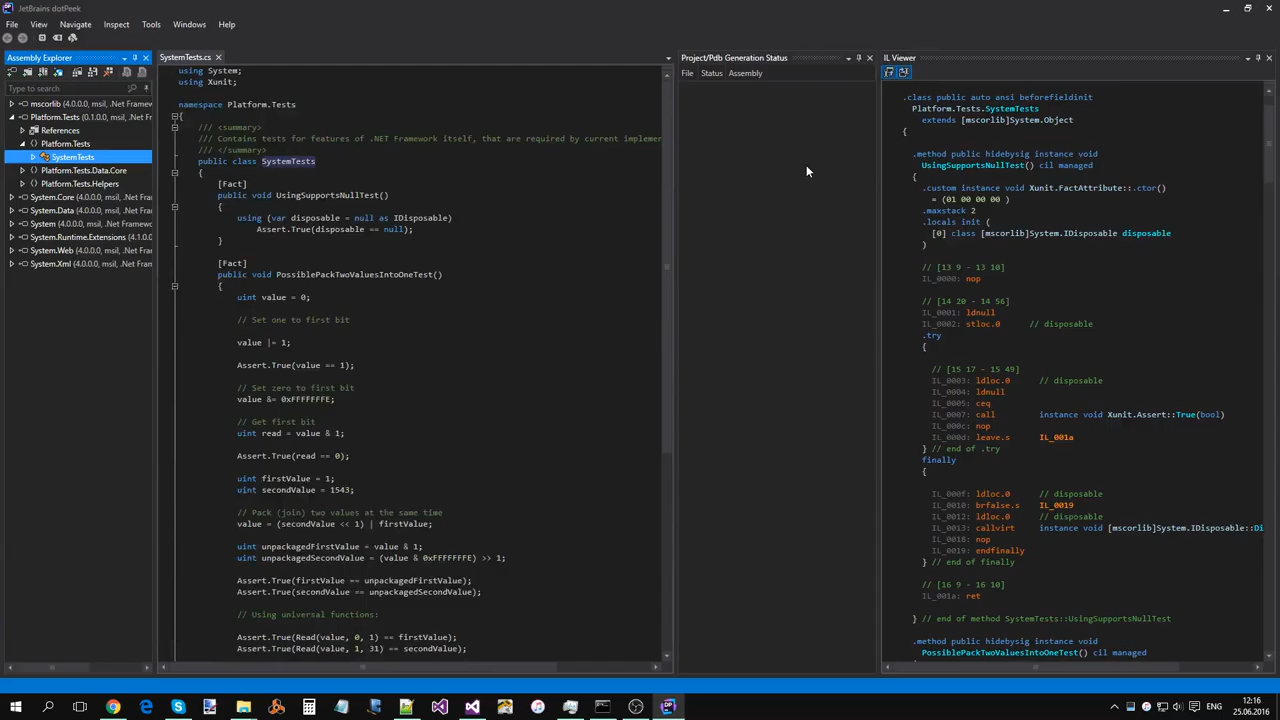 JetBrains dotPeek
File View Navigate Inspect Tools Windows Help
Assembly Explorer
Type to search
mscorlib (4.0.0.0, msil, .Net Framew
Platform.Tests (0.1.0.0, msil, .Net Fr
References
Platform.Tests
SystemTests
Platform.Tests.Data.Core
Platform.Tests.Helpers
System.Core (4.0.0.0, msil, .Net Fram
System.Data (4.0.0.0, msil, .Net Fram
System (4.0.0.0, msil, .Net Framewor
System.Runtime.Extensions (4.1.0.0
System.Web (4.0.0.0, msil, .Net Fram
System.Xml (4.0.0.0, msil, .Net Fram
SystemTests.cs
using System;
using Xunit;
namespace Platform.Tests
{
/// <summary>
/// Contains tests for features of .NET Framework itself, that are required by current implemer
/// </summary>
public class SystemTests
{
[Fact]
public void UsingSupportsNullTest()
{
using (var disposable = null as IDisposable)
Assert.True(disposable == null);
}
[Fact]
public void PossiblePackTwoValuesIntoOneTest()
{
uint value = 0;
// Set one to first bit
value |= 1;
Assert.True(value == 1);
// Set zero to first bit
value &= 0xFFFFFFFE;
// Get first bit
uint read = value & 1;
Assert.True(read == 0);
uint firstValue = 1;
uint secondValue = 1543;
// Pack (join) two values at the same time
value = (secondValue << 1) | firstValue;
uint unpackagedFirstValue = value & 1;
uint unpackagedSecondValue = (value & 0xFFFFFFFE) >> 1;
Assert.True(firstValue == unpackagedFirstValue);
Assert.True(secondValue == unpackagedSecondValue);
// Using universal functions:
Assert.True(Read(value, 0, 1) == firstValue);
Assert.True(Read(value, 1, 31) == secondValue);
Project/Pdb Generation Status
File Status Assembly
IL Viewer
.class public auto ansi beforefieldinit
Platform.Tests.SystemTests
extends [mscorlib]System.Object
{
.method public hidebysig instance void
UsingSupportsNullTest() cil managed
{
.custom instance void Xunit.FactAttribute::.ctor()
= (01 00 00 00 )
.maxstack 2
.locals init (
[0] class [mscorlib]System.IDisposable disposable
)
// [13 9 - 13 10]
IL_0000: nop
// [14 20 - 14 56]
IL_0001: ldnull
IL_0002: stloc.0 // disposable
.try
{
// [15 17 - 15 49]
IL_0003: ldloc.0 // disposable
IL_0004: ldnull
IL_0005: ceq
IL_0007: call instance void Xunit.Assert::True(bool)
IL_000c: nop
IL_000d: leave.s IL_001a
} // end of .try
finally
{
IL_000f: ldloc.0 // disposable
IL_0010: brfalse.s IL_0019
IL_0012: ldloc.0 // disposable
IL_0013: callvirt instance void [mscorlib]System.IDisposable::Di
IL_0018: nop
IL_0019: endfinally
} // end of finally
// [16 9 - 16 10]
IL_001a: ret
} // end of method SystemTests::UsingSupportsNullTest
.method public hidebysig instance void
PossiblePackTwoValuesIntoOneTest() cil managed
ENG
12:16
25.06.2016